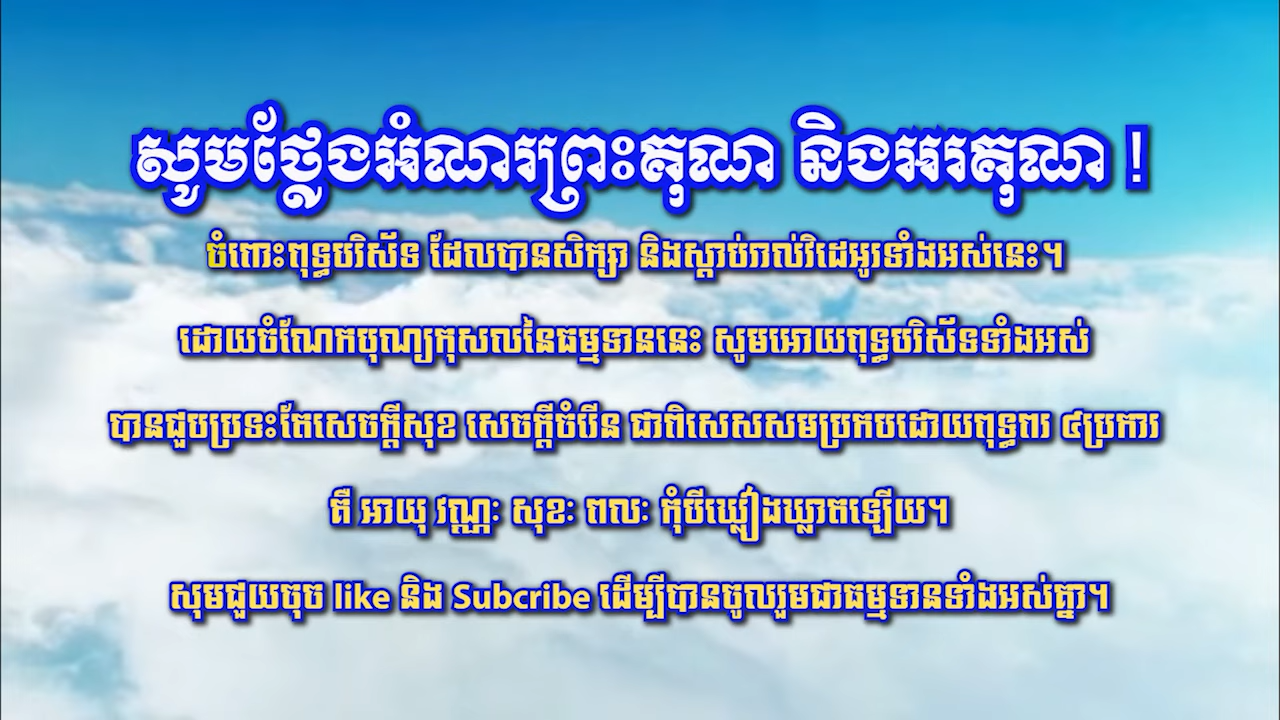 សូមថ្លែងអំណរព្រះគុណ និងអរគុណ !
ចំពោះពុទ្ធបរិស័ទ ដែលបានសិក្សា និងស្តាប់រាល់វិដេអូរទាំងអស់នេះ។
ដោយចំណែកបុណ្យកុសលនៃធម្មទាននេះ សូមអោយពុទ្ធបរិស័ទទាំងអស់
បានជួបប្រទះតែសេចក្តីសុខ សេចក្តីចំរើន ជាពិសេសសមប្រកបដោយពុទ្ធពរ ៤ប្រការ
គឺ អាយុ វណ្ណៈ សុខៈ ពលៈ កុំបីឃ្លៀងឃ្លាតឡើយ។
សុមជួយចុច like និង Subcribe ដើម្បីបានចូលរួមជាធម្មទានទាំងអស់គ្នា។